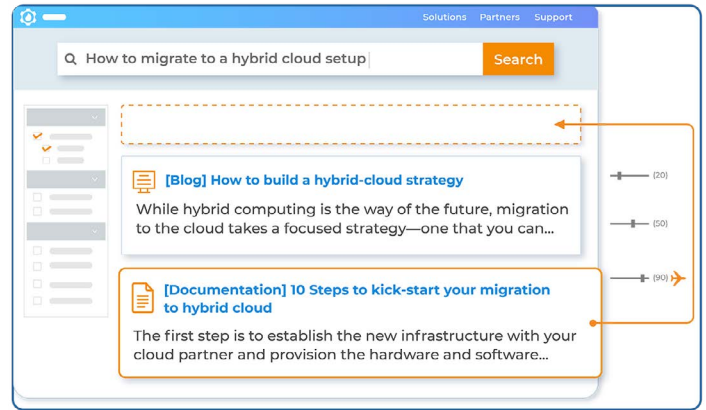 Solutions Partners Support
How to migrate to a hybrid cloud setup
Search
[Blog] How to build a hybrid-cloud strategy
While hybrid computing is the way of the future, migration
to the cloud takes a focused strategy—one that you can...
[Documentation] 10 Steps to kick-start your migration
to hybrid cloud
The first step is to establish the new infrastructure with your
cloud partner and provision the hardware and software...
(20)
(50)
(90)